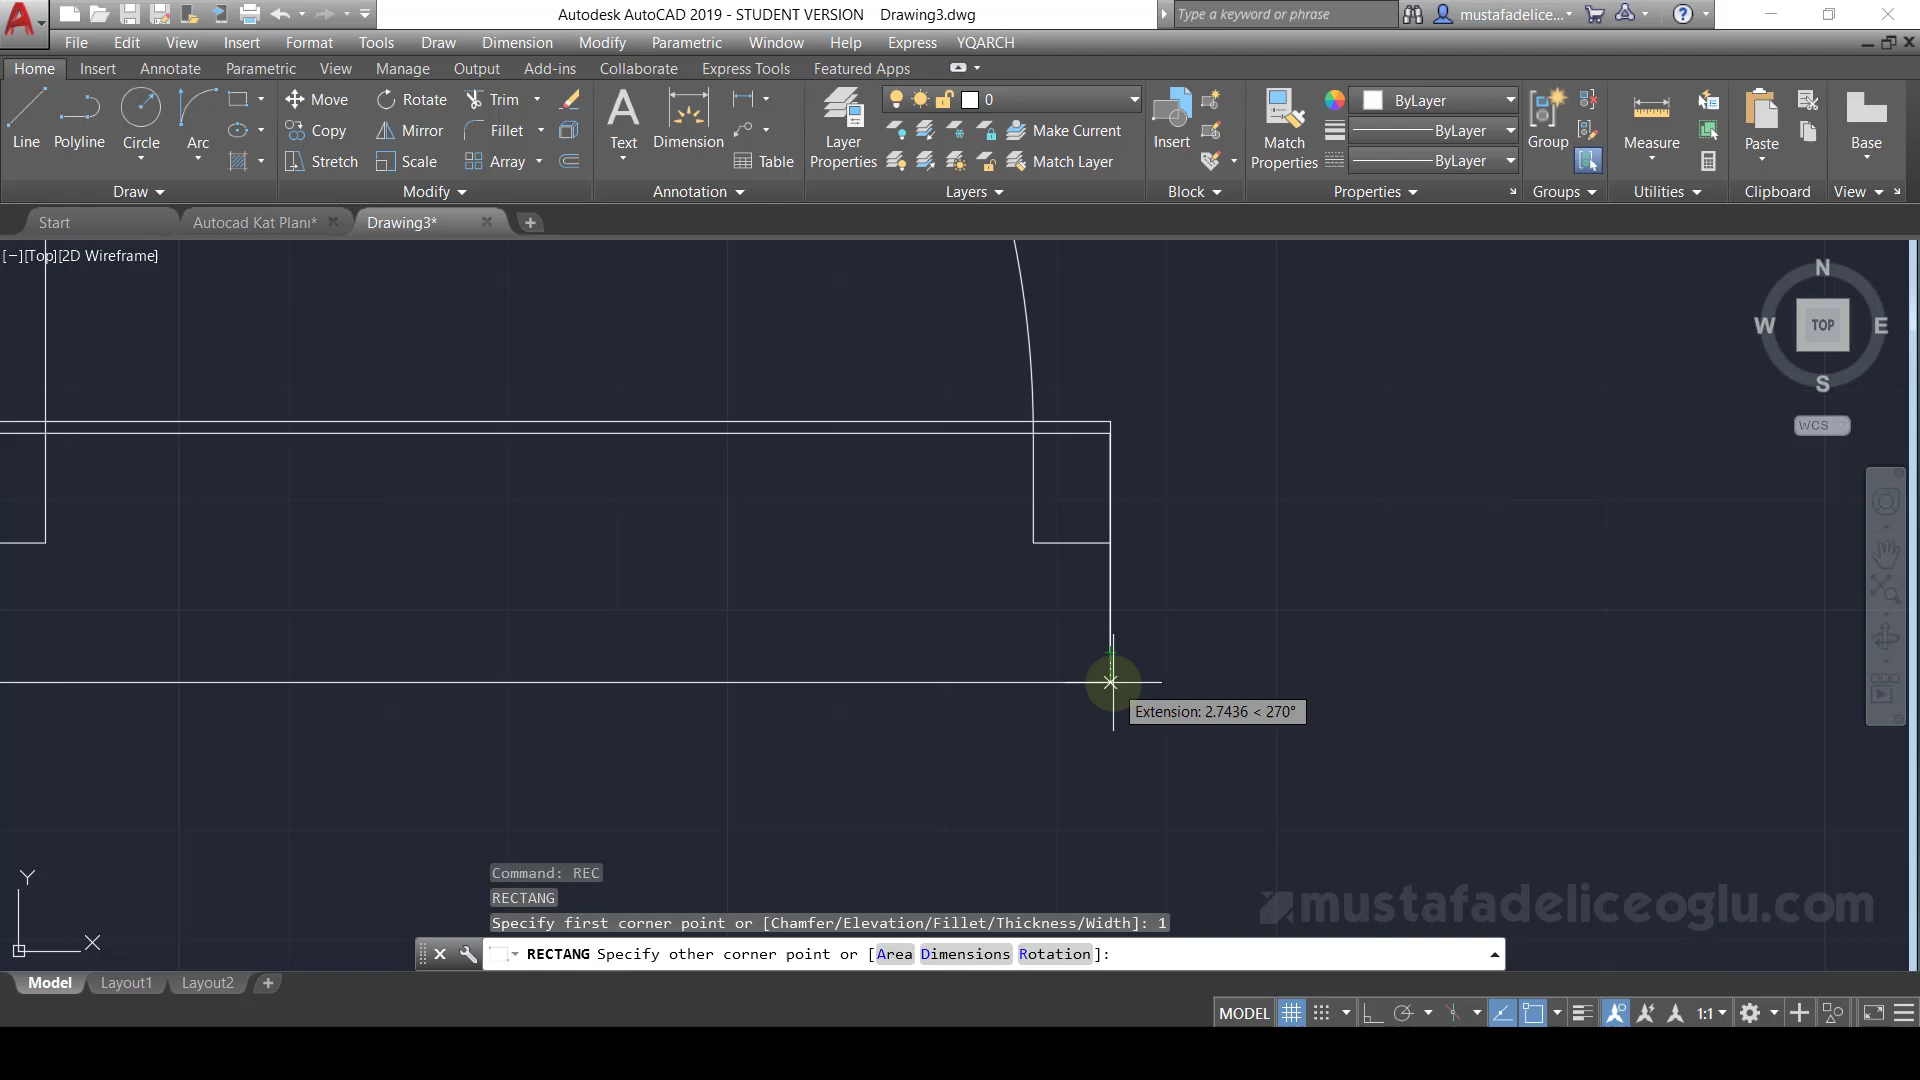 Autodesk AutoCAD 2019 - STUDENT VERSION Drawing3.dwg
Type a keyword or phrase
mustafadelice...
File Edit View Insert Format Tools Draw Dimension Modify Parametric Window Help Express YQARCH
Home Insert Annotate Parametric View Manage Output Add-ins Collaborate Express Tools Featured Apps
Line Polyline Circle Arc
Move Rotate Trim
Copy Mirror Fillet
Stretch Scale Array
Text Dimension
Table
Layer Properties
0
Make Current
Match Layer
Insert
Match Properties
ByLayer
ByLayer
ByLayer
Group
Measure
Paste
Base
Draw Modify Annotation Layers Block Properties Groups Utilities Clipboard View
Start Autocad Kat Planı* Drawing3*
[−][Top][2D Wireframe]
N
W TOP E
S
WCS
Extension: 2.7436 < 270°
Command: REC
RECTANG
Specify first corner point or [Chamfer/Elevation/Fillet/Thickness/Width]: 1
mustafadeliceoglu.com
RECTANG Specify other corner point or [Area Dimensions Rotation]:
Y
X
Model Layout1 Layout2
MODEL 1:1